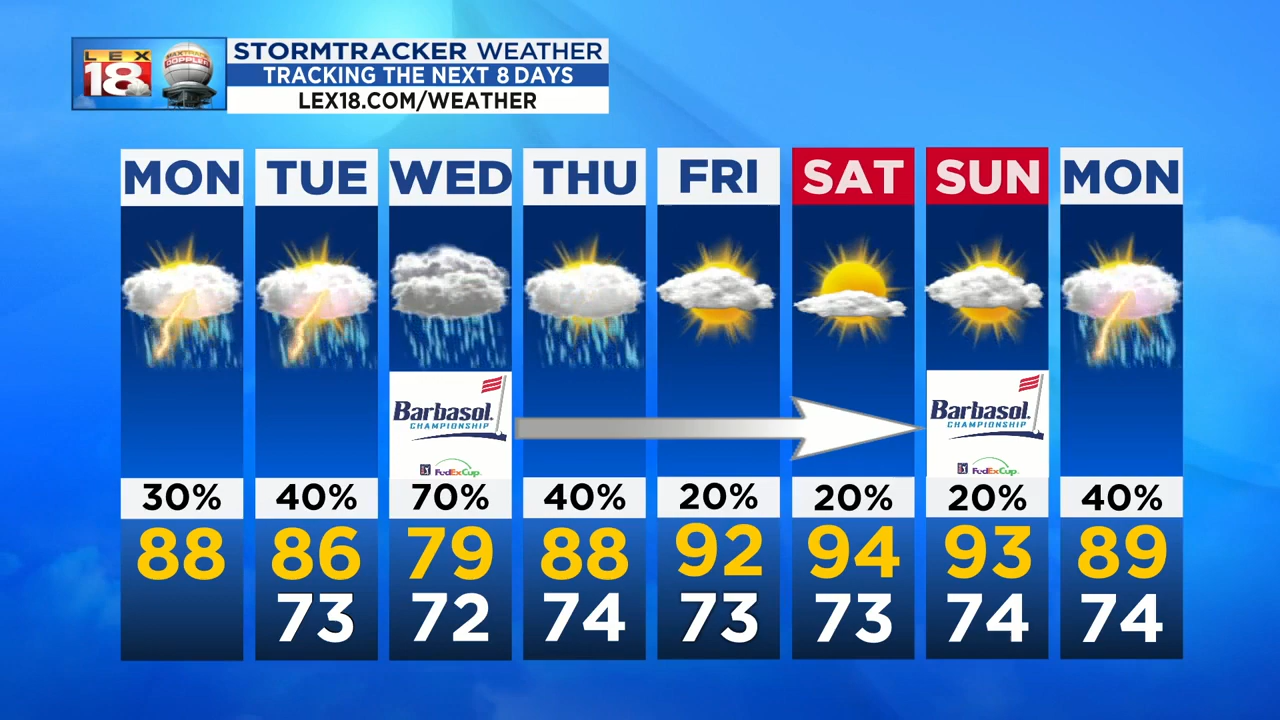 LEX
18
MAXTRACK
DOPPLER
STORMTRACKER WEATHER
TRACKING THE NEXT 8 DAYS
LEX18.COM/WEATHER
MON TUE WED THU FRI SAT SUN MON
Barbasol. Barbasol.
CHAMPIONSHIP CHAMPIONSHIP
FedExCup FedExCup
30% 40% 70% 40% 20% 20% 20% 40%
88 86 79 88 92 94 93 89
73 72 74 73 73 74 74